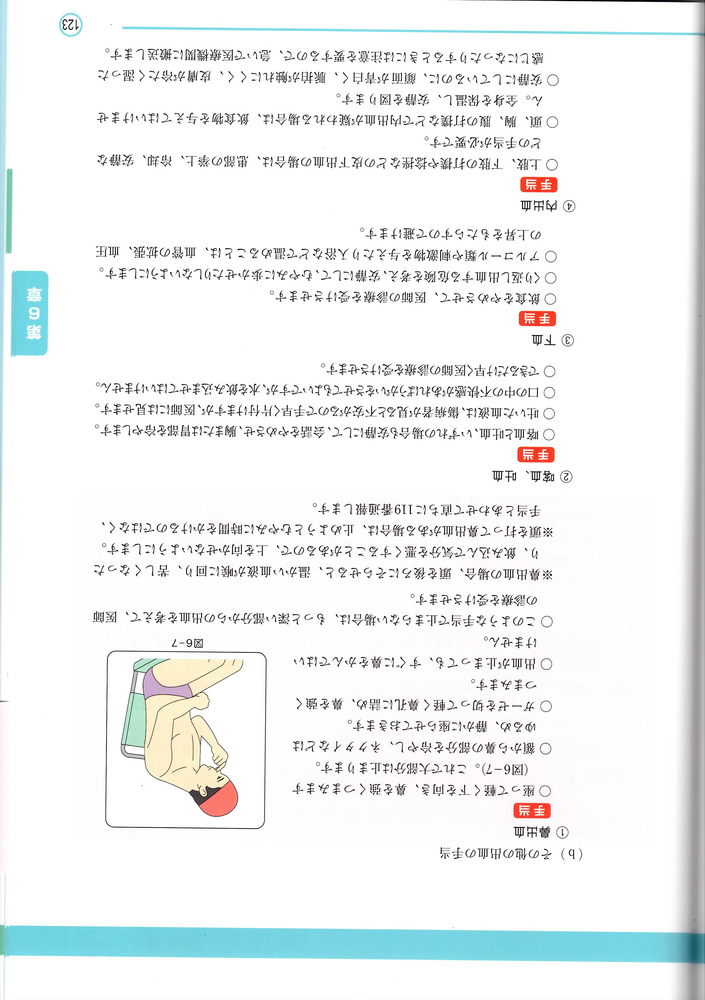 （b）その他の出血の手当
① 鼻出血
手当
○ 座って軽く下を向き、鼻を強くつまみます
（図6-7）。これで大部分は止まります。
○ 額から鼻の部分を冷やし、ネクタイなどは
ゆるめ、静かに座らせておきます。
○ ガーゼを切って軽く鼻孔に詰め、鼻を強く
つまみます。
○ 出血が止まっても、すぐに鼻をかんではい
けません。
図6-7
○ このような手当で止まらない場合は、もっと深い部分からの出血を考えて、医師
の診療を受けさせます。
※鼻出血の場合、頭を後ろにそらせると、温かい血液が喉に回り、苦しくなった
り、飲み込んで気分を悪くすることがあるので、上を向かせないようにします。
※頭を打って鼻出血がある場合は、止めようとむやみに時間をかけるのではなく、
手当とあわせて直ちに119番通報します。
② 喀血、吐血
手当
○ 喀血と吐血、いずれの場合も安静にして、会話をやめさせ、胸または胃部を冷やします。
○ 吐いた血液は、傷病者が見ると不安がるので手早く片付けますが、医師には見せます。
○ 口の中の不快感があればうがいをさせてもよいですが、水を飲み込ませてはいけません。
○ できるだけ早く医師の診療を受けさせます。
③ 下血
手当
○ 飲食をやめさせて、医師の診療を受けさせます。
○ くり返し出血する危険を考え、安静にして、むやみに歩かせたりしないようにします。
○ アルコール類や刺激物を与えたり入浴などで温めることは、血管の拡張、血圧
の上昇をもたらすので避けます。
④ 内出血
手当
○ 上肢、下肢の打撲や捻挫などの皮下出血の場合は、患部の挙上、冷却、安静な
どの手当が必要です。
○ 頭、胸、腹の打撲などで内出血が疑われる場合は、飲食物を与えてはいけませ
ん。全身を保温し、安静を図ります。
○ 安静にしているのに、顔面が青白く、脈拍が触れにくく、皮膚が冷たく湿った
感じになったりするときには注意を要するので、急いで医療機関に搬送します。
第6章
123